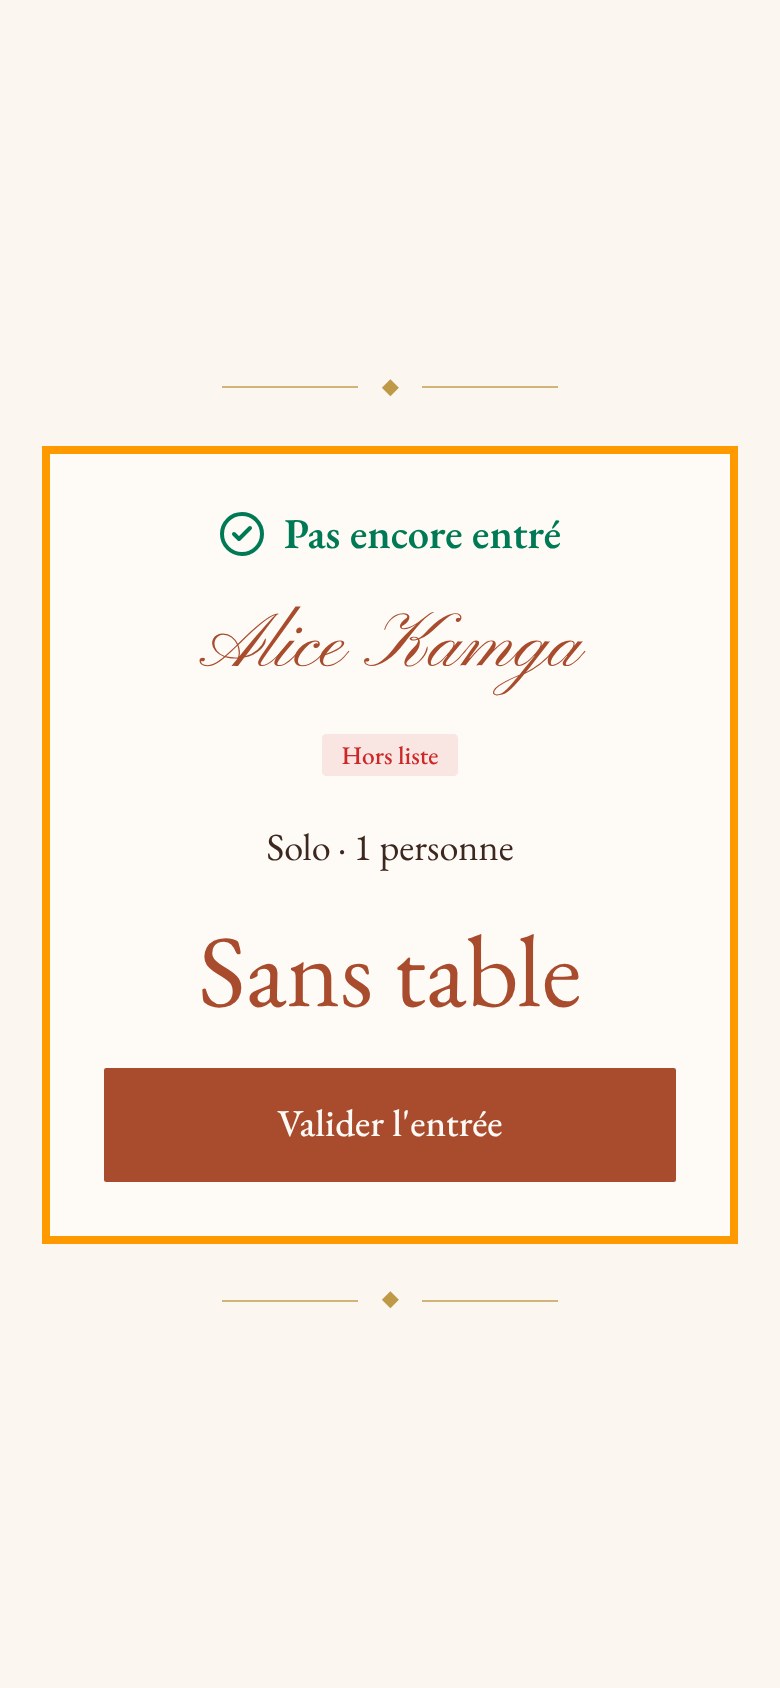 Pas encore entré
Alice Kamga
Hors liste
Solo · 1 personne
Sans table
Valider l'entrée